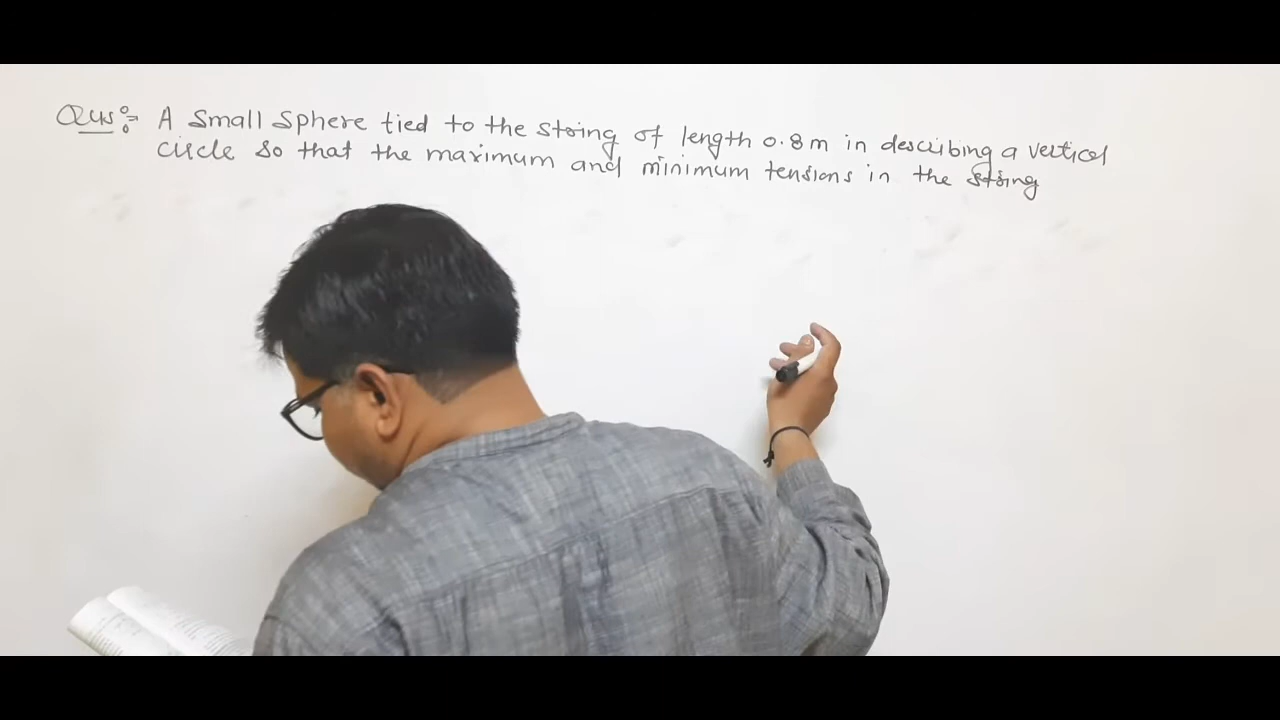 Qus:- A small sphere tied to the string of length 0.8m in describing a vertical
circle so that the maximum and minimum tensions in the string